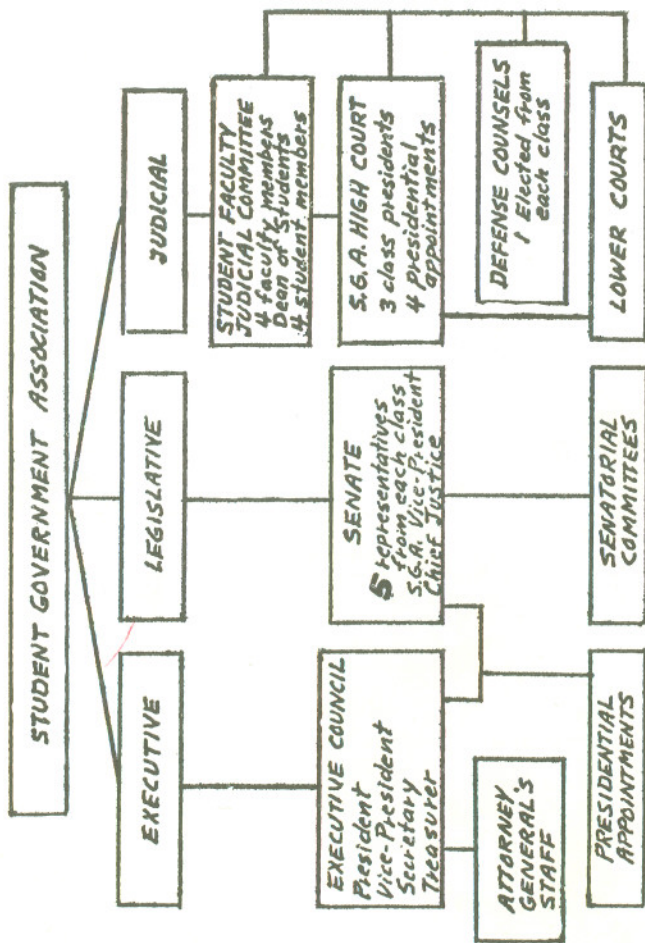 STUDENT GOVERNMENT ASSOCIATION
EXECUTIVE
LEGISLATIVE
JUDICIAL
STUDENT FACULTY
JUDICIAL COMMITTEE
4 faculty members
Dean of Students
4 student members
EXECUTIVE COUNCIL
President
Vice-President
Secretary
Treasurer
SENATE
5 representatives
from each class
S.G.A. Vice-President
Chief Justice
S.G.A. HIGH COURT
3 class presidents
4 presidential
appointments
ATTORNEY
GENERAL'S
STAFF
DEFENSE COUNSELS
1 Elected from
each class
PRESIDENTIAL
APPOINTMENTS
SENATORIAL
COMMITTEES
LOWER COURTS